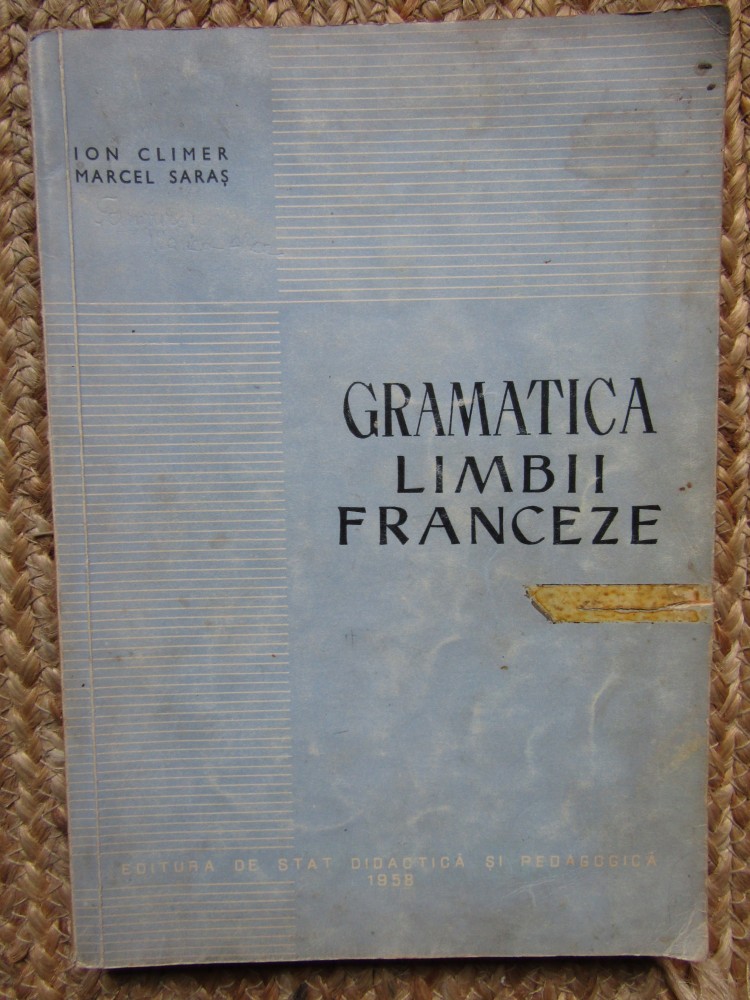 ION CLIMER
MARCEL SARAȘ
GRAMATICA
LIMBII
FRANCEZE
EDITURA DE STAT DIDACTICĂ ȘI PEDAGOGICĂ
1958